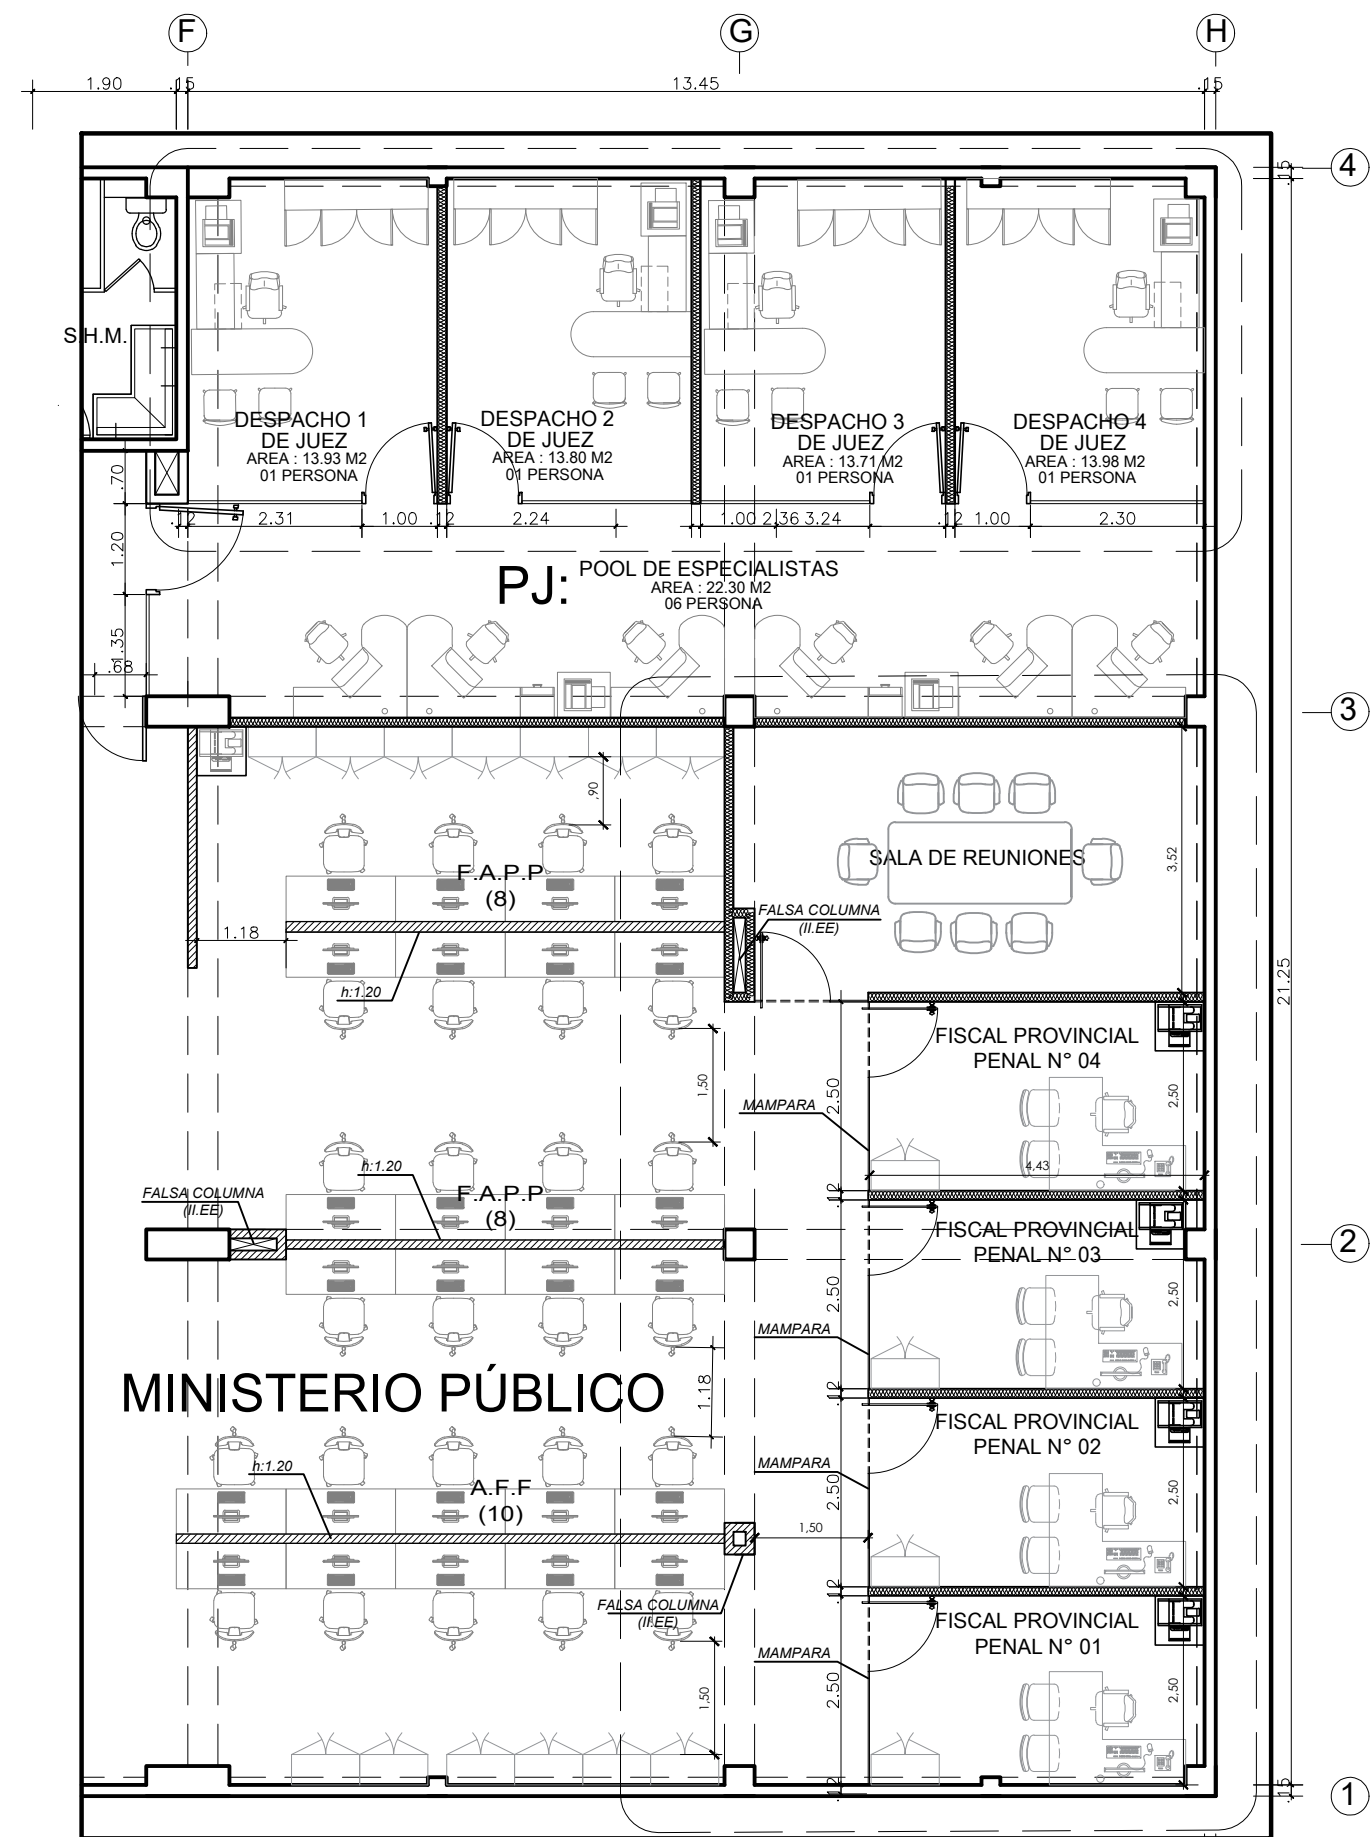 F
G
H
1.90
.15
13.45
.15
4
.15
S.H.M.
DESPACHO 1
DE JUEZ
AREA : 13.93 M2
01 PERSONA
DESPACHO 2
DE JUEZ
AREA : 13.80 M2
01 PERSONA
DESPACHO 3
DE JUEZ
AREA : 13.71 M2
01 PERSONA
DESPACHO 4
DE JUEZ
AREA : 13.98 M2
01 PERSONA
.70
.12
2.31
1.00
.12
2.24
1.00
2.36
3.24
.12
1.00
2.30
1.20
PJ:
POOL DE ESPECIALISTAS
AREA : 22.30 M2
06 PERSONA
1.35
.68
3
,90
F.A.P.P
(8)
SALA DE REUNIONES
3,52
FALSA COLUMNA
(II.EE)
1.18
h:1.20
21.25
FISCAL PROVINCIAL
PENAL N° 04
1,50
2.50
2,50
MAMPARA
4,43
h:1.20
F.A.P.P
(8)
FALSA COLUMNA
(II.EE)
.12
FISCAL PROVINCIAL
PENAL N° 03
2
2.50
2,50
MAMPARA
MINISTERIO PÚBLICO
1.18
.12
FISCAL PROVINCIAL
PENAL N° 02
h:1.20
A.F.F
(10)
MAMPARA
2.50
2,50
1,50
.12
FALSA COLUMNA
(II.EE)
FISCAL PROVINCIAL
PENAL N° 01
MAMPARA
1,50
2.50
2,50
.12
.15
1